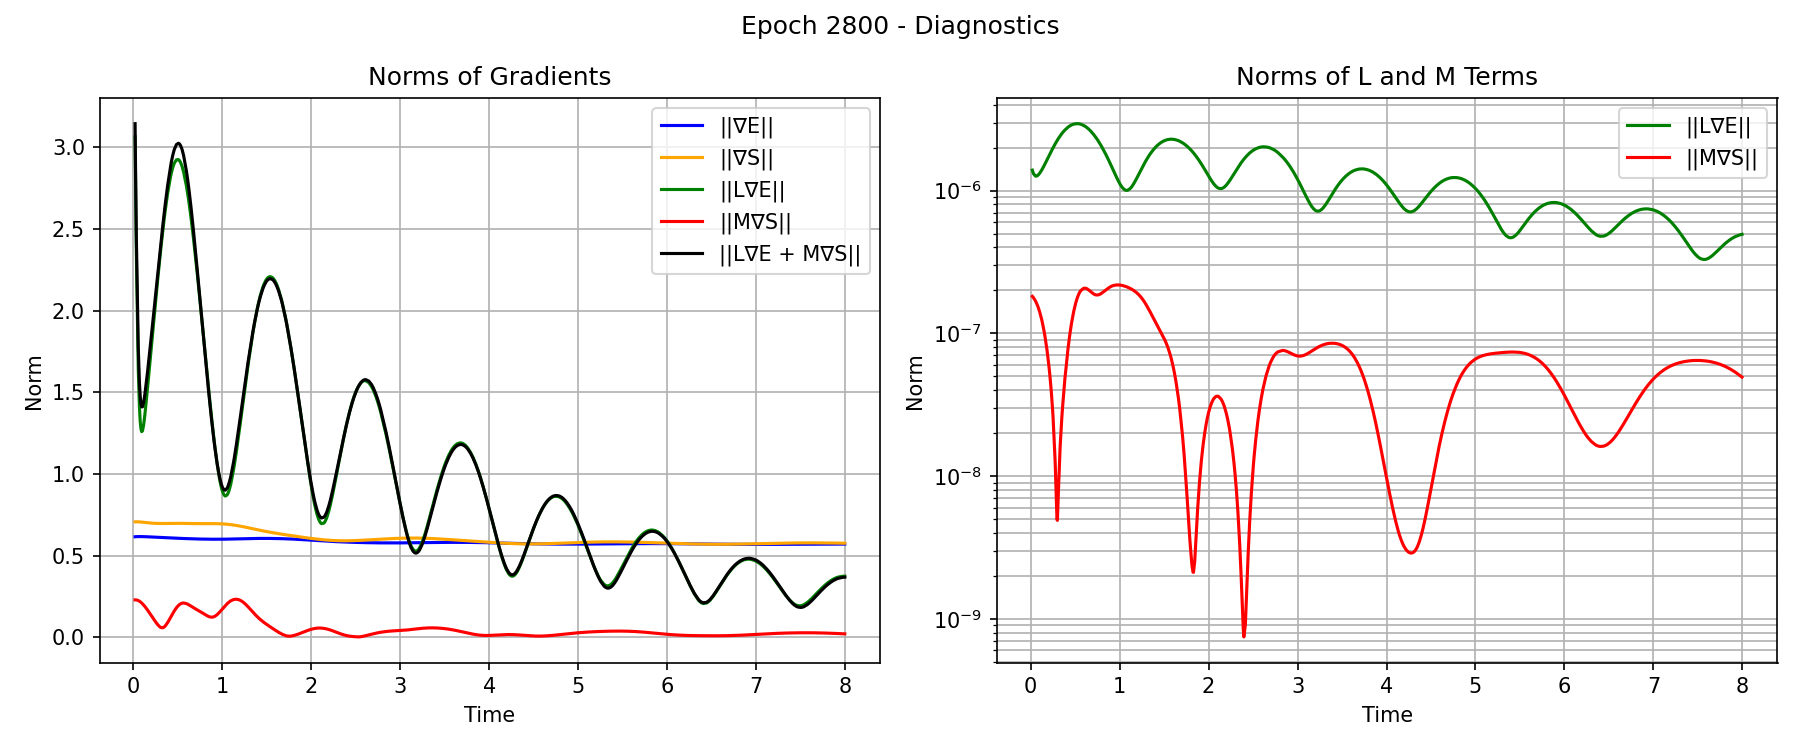 Epoch 2800 - Diagnostics
Norms of Gradients
Norm
3.0
2.5
2.0
1.5
1.0
0.5
0.0
||∇E||
||∇S||
||L∇E||
||M∇S||
||L∇E + M∇S||
0 1 2 3 4 5 6 7 8
Time
Norms of L and M Terms
Norm
10⁻⁶
10⁻⁷
10⁻⁸
10⁻⁹
||L∇E||
||M∇S||
0 1 2 3 4 5 6 7 8
Time